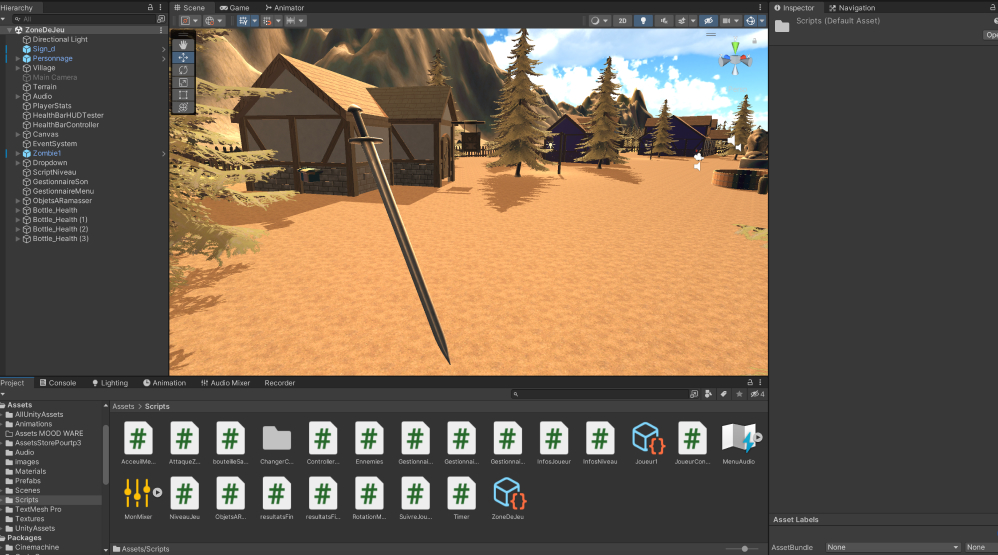 Hierarchy
All
ZoneDeJeu
Directional Light
Sign_d
Personnage
Village
Main Camera
Terrain
Audio
PlayerStats
HealthBarHUDTester
HealthBarController
Canvas
EventSystem
Zombie1
Dropdown
ScriptNiveau
GestionnaireSon
GestionnaireMenu
ObjetsARamasser
Bottle_Health
Bottle_Health (1)
Bottle_Health (2)
Bottle_Health (3)
Scene Game Animator
2D
Inspector Navigation
Scripts (Default Asset)
Ope
Project Console Lighting Animation Audio Mixer Recorder
4
Assets
AllUnityAssets
Animations
Assets MOOD WARE
AssetsStorePourtp3
Audio
Images
Materials
Prefabs
Scenes
Scripts
TextMesh Pro
Textures
UnityAssets
Packages
Cinemachine
Assets > Scripts
AcceuilMe... AttaqueZ... bouteilleSa... ChangerC... Controller... Ennemies Gestionnai... Gestionnai... Gestionnai... InfosJoueur InfosNiveau Joueur1 JoueurCon... MenuAudio
MonMixer NiveauJeu ObjetsAR... resultatsFin resultatsFi... RotationM... SuivreJou... Timer ZoneDeJeu
Assets/Scripts
Asset Labels
AssetBundle None None